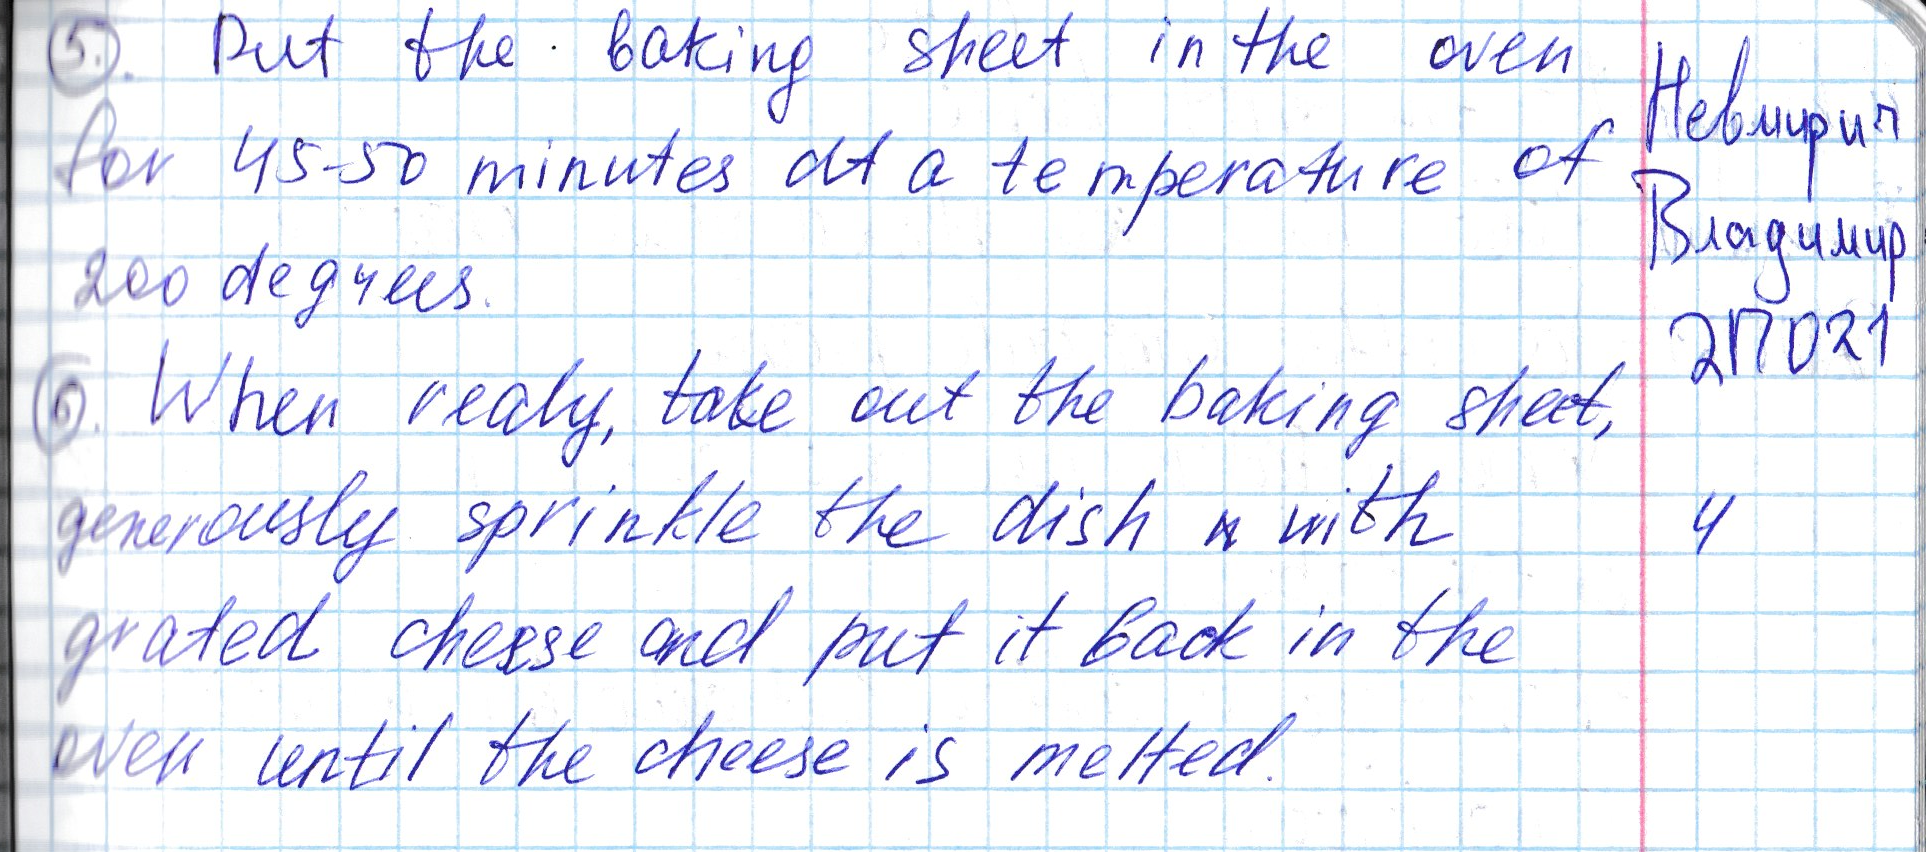 5. Put the baking sheet in the oven
for 45-50 minutes at a temperature of
200 degrees.
6. When ready, take out the baking sheet,
generously sprinkle the dish with
grated cheese and put it back in the
oven until the cheese is melted.
Невмирич
Владимир
2ПО21
4